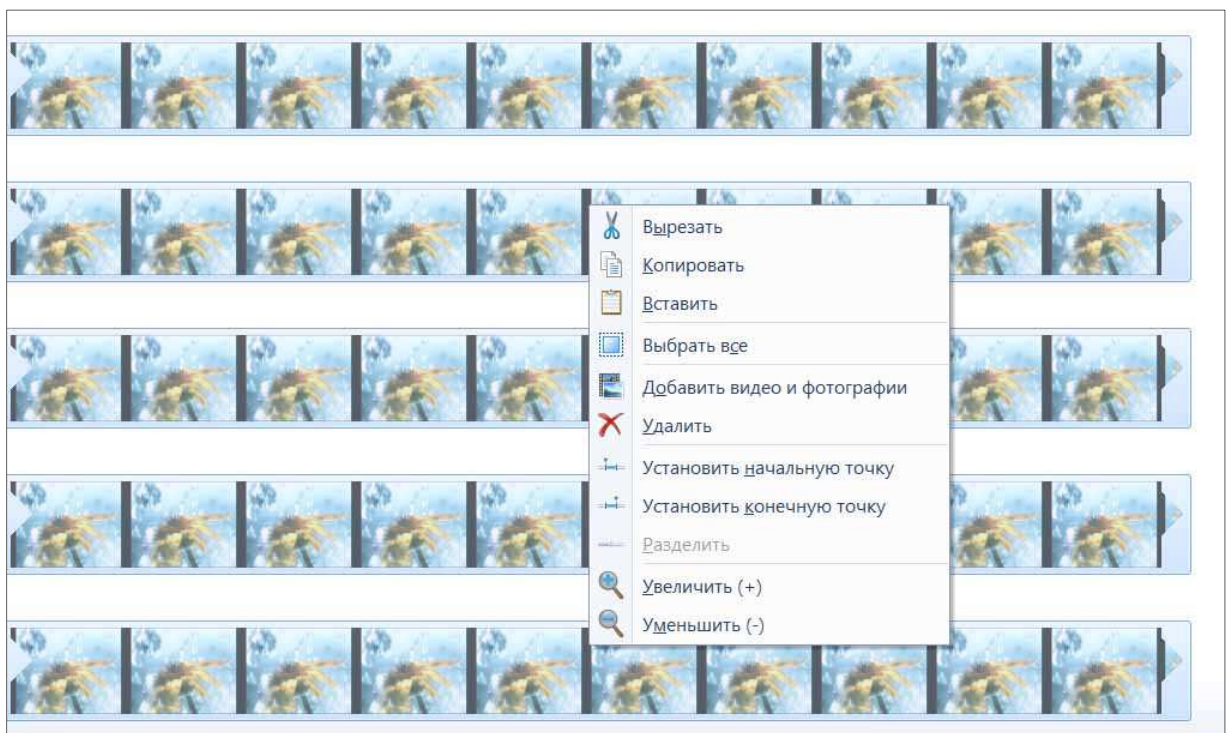 Вырезать
Копировать
Вставить
Выбрать все
Добавить видео и фотографии
Удалить
Установить начальную точку
Установить конечную точку
Разделить
Увеличить (+)
Уменьшить (-)